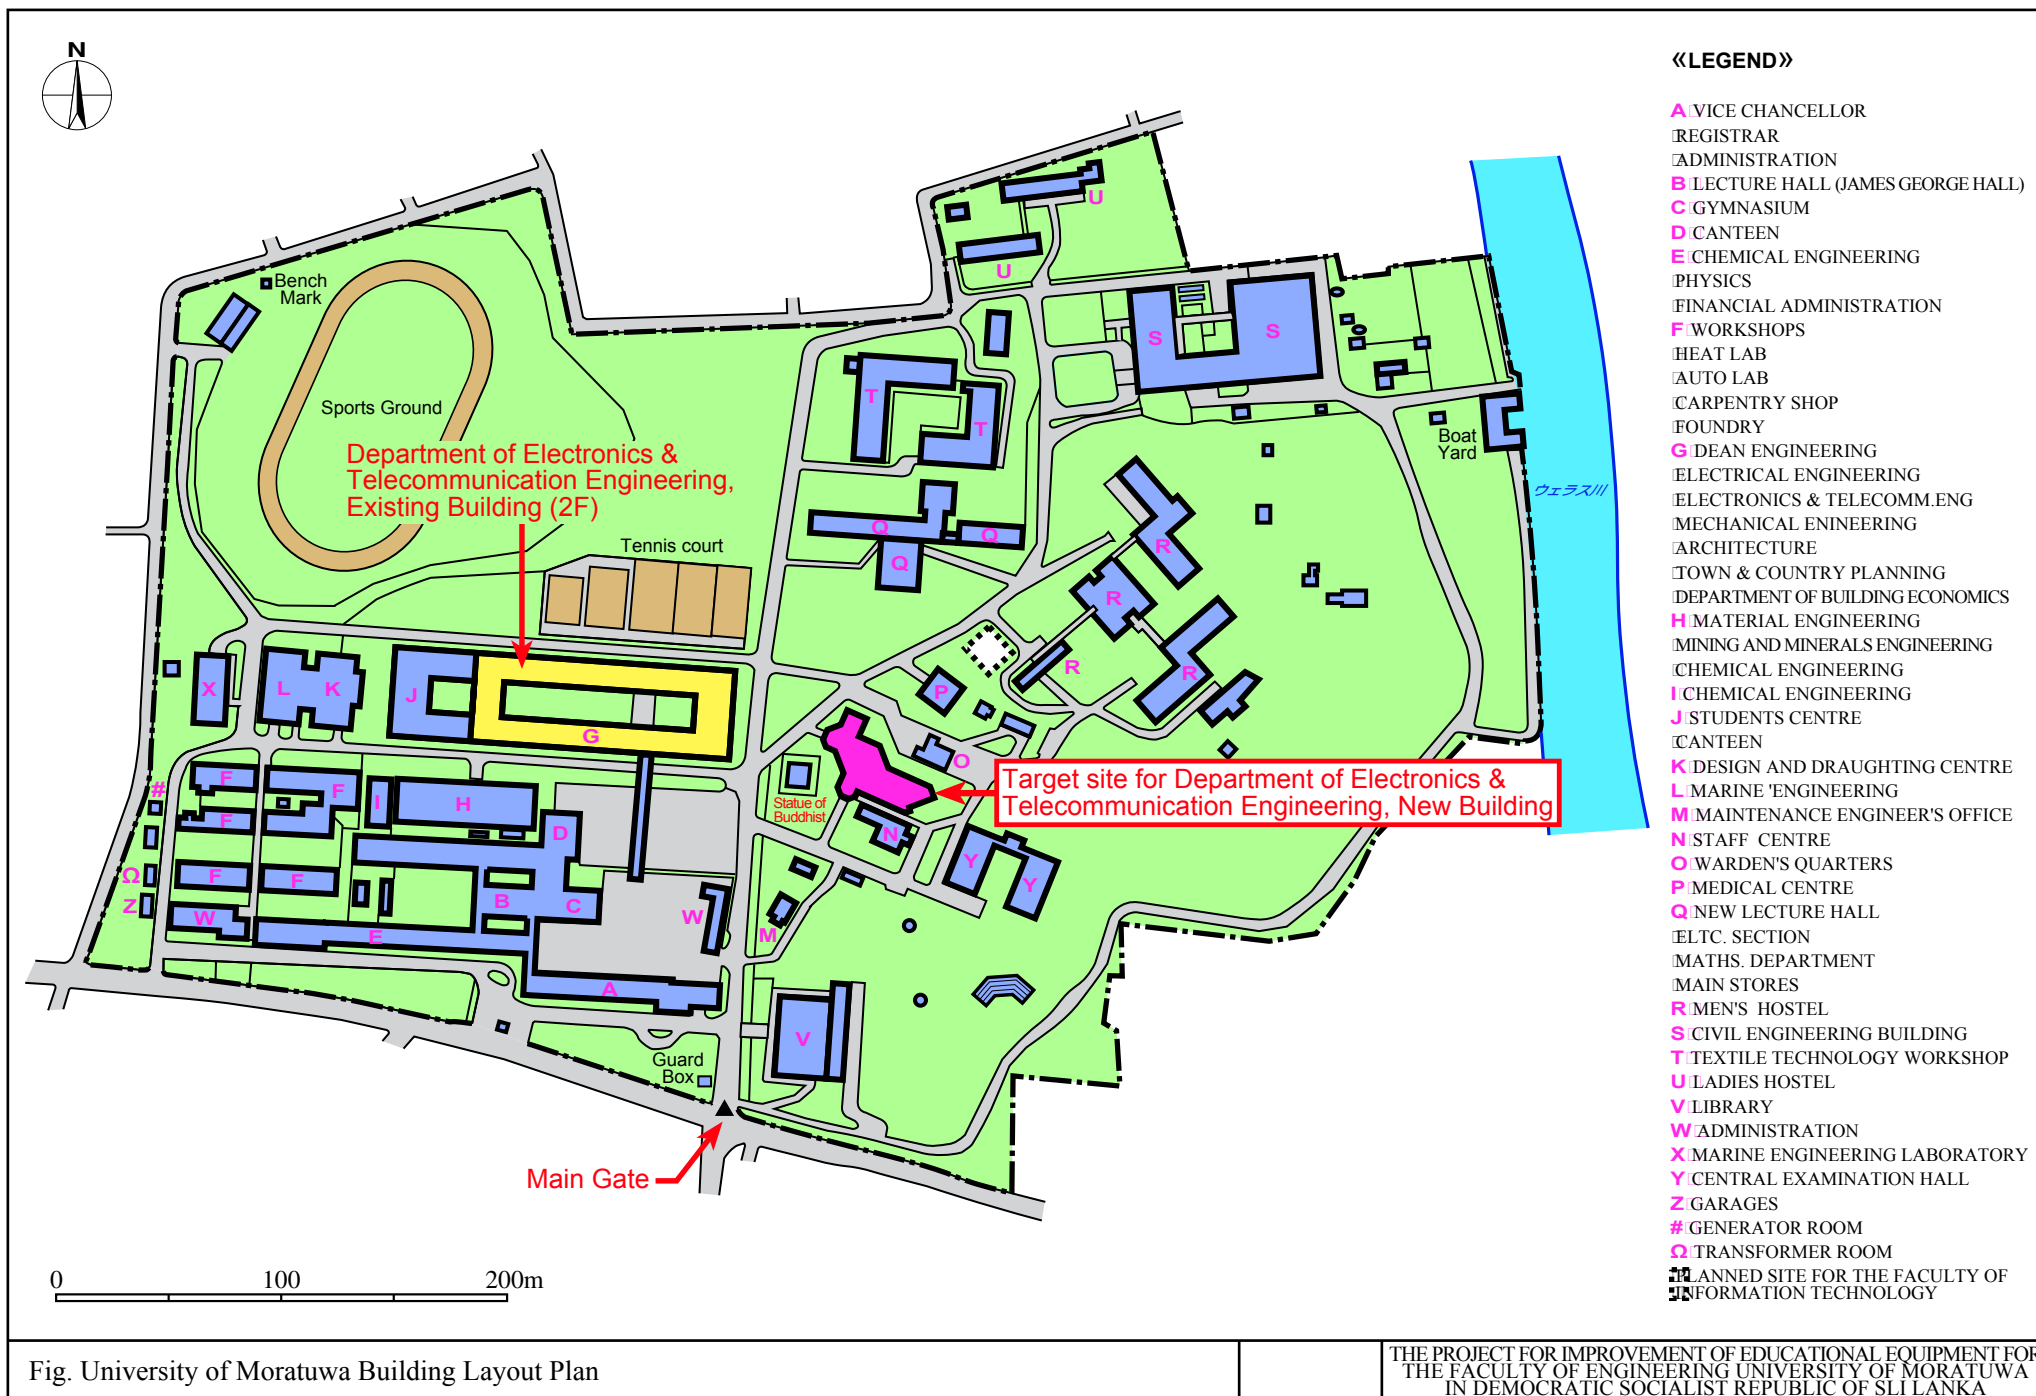 N
«LEGEND»
A VICE CHANCELLOR
REGISTRAR
ADMINISTRATION
B LECTURE HALL (JAMES GEORGE HALL)
C GYMNASIUM
D CANTEEN
E CHEMICAL ENGINEERING
PHYSICS
FINANCIAL ADMINISTRATION
F WORKSHOPS
HEAT LAB
AUTO LAB
CARPENTRY SHOP
FOUNDRY
G DEAN ENGINEERING
ELECTRICAL ENGINEERING
ELECTRONICS & TELECOMM.ENG
MECHANICAL ENINEERING
ARCHITECTURE
TOWN & COUNTRY PLANNING
DEPARTMENT OF BUILDING ECONOMICS
H MATERIAL ENGINEERING
MINING AND MINERALS ENGINEERING
CHEMICAL ENGINEERING
I CHEMICAL ENGINEERING
J STUDENTS CENTRE
CANTEEN
K DESIGN AND DRAUGHTING CENTRE
L MARINE 'ENGINEERING
M MAINTENANCE ENGINEER'S OFFICE
N STAFF CENTRE
O WARDEN'S QUARTERS
P MEDICAL CENTRE
Q NEW LECTURE HALL
ELTC. SECTION
MATHS. DEPARTMENT
MAIN STORES
R MEN'S HOSTEL
S CIVIL ENGINEERING BUILDING
T TEXTILE TECHNOLOGY WORKSHOP
U LADIES HOSTEL
V LIBRARY
W ADMINISTRATION
X MARINE ENGINEERING LABORATORY
Y CENTRAL EXAMINATION HALL
Z GARAGES
# GENERATOR ROOM
Ω TRANSFORMER ROOM
PLANNED SITE FOR THE FACULTY OF
INFORMATION TECHNOLOGY
U
U
Bench
Mark
S
S
Sports Ground
T
T
Boat
Yard
Department of Electronics &
Telecommunication Engineering,
Existing Building (2F)
ウェラス川
Q
Q
Q
Tennis court
R
R
R
R
X
L
K
J
G
P
O
Target site for Department of Electronics &
Telecommunication Engineering, New Building
Statue of
Buddhist
F
F
#
F
I
H
D
N
Y
Y
Ω
F
F
Z
W
B
C
W
E
M
A
V
Guard
Box
Main Gate
0
100
200m
Fig. University of Moratuwa Building Layout Plan
THE PROJECT FOR IMPROVEMENT OF EDUCATIONAL EQUIPMENT FOR
THE FACULTY OF ENGINEERING UNIVERSITY OF MORATUWA
IN DEMOCRATIC SOCIALIST REPUBLIC OF SLI LANKA